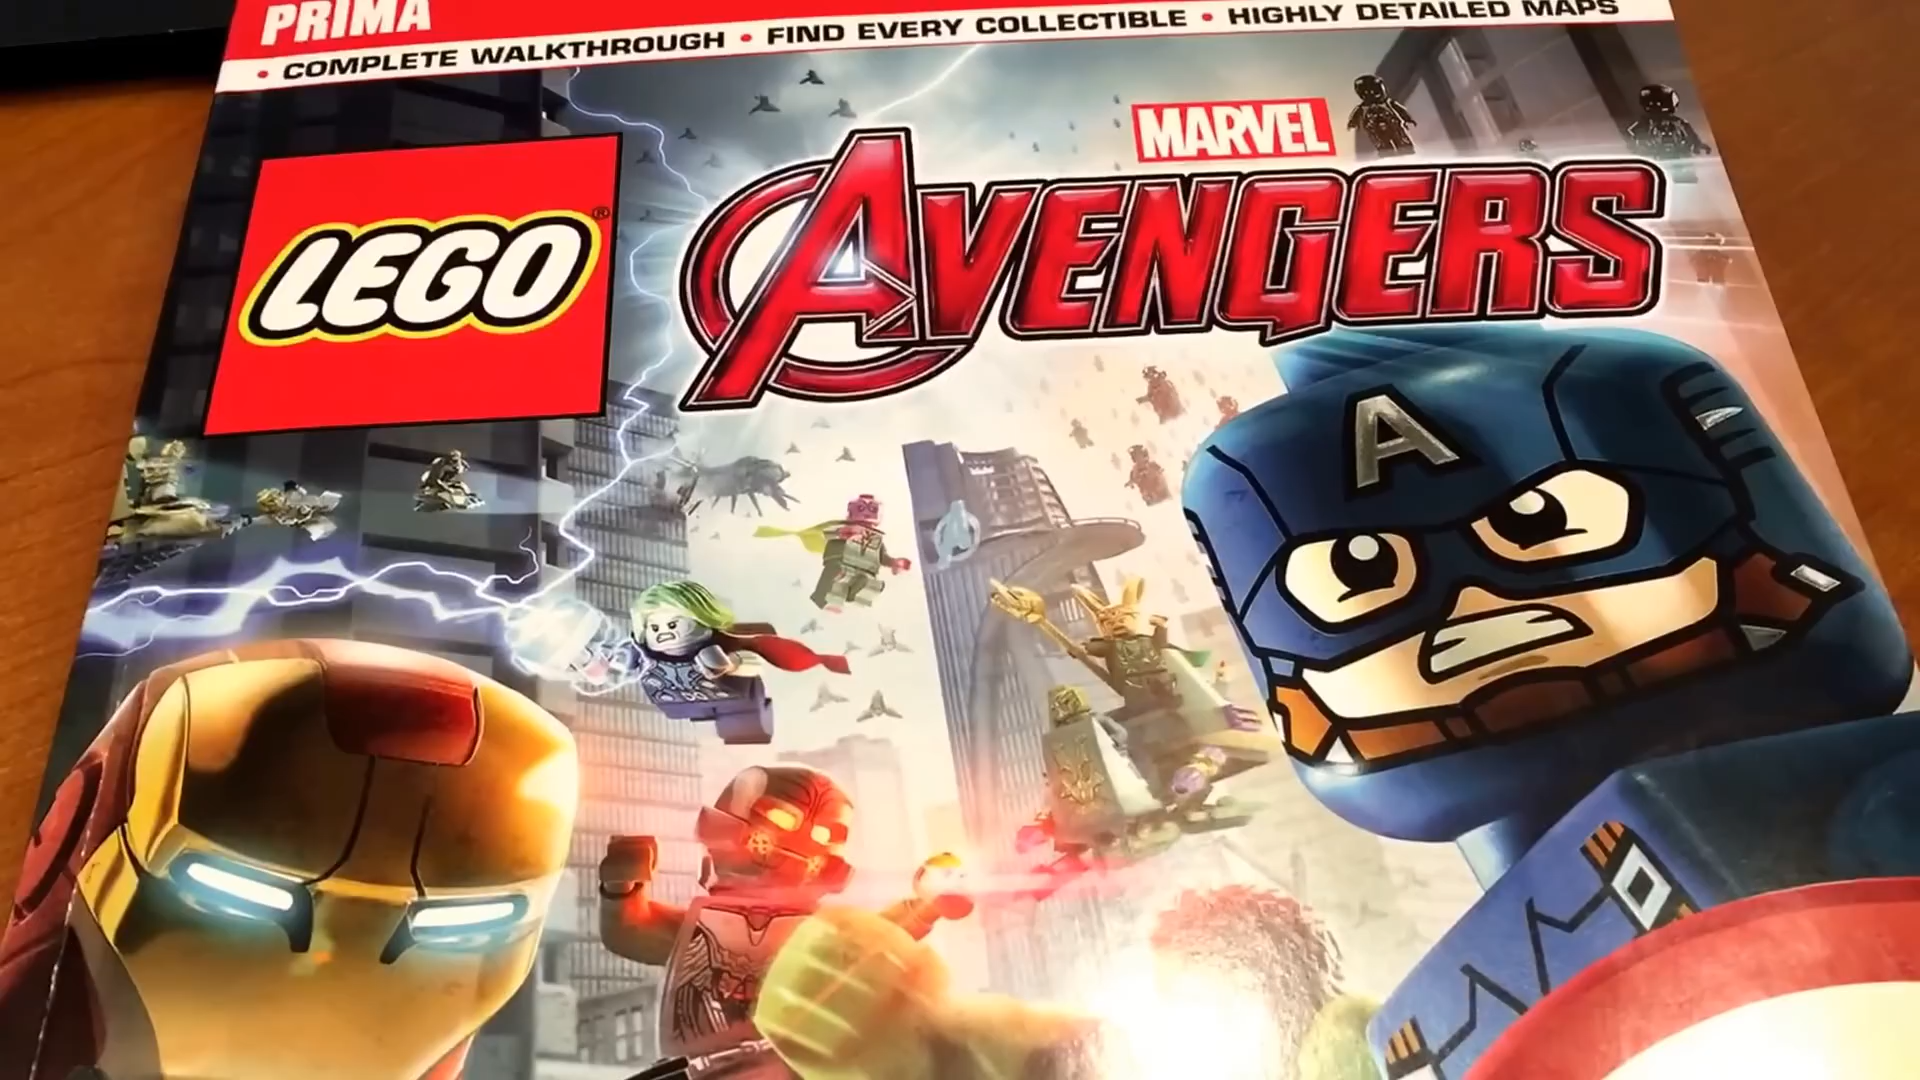 PRIMA
• COMPLETE WALKTHROUGH • FIND EVERY COLLECTIBLE • HIGHLY DETAILED MAPS
MARVEL
LEGO®
AVENGERS
A